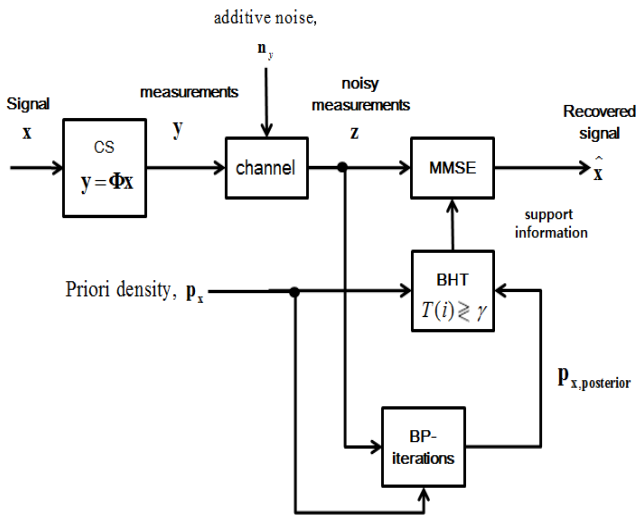 additive noise,
n_y
Signal
x
measurements
y
noisy
measurements
z
Recovered
signal
x̂
CS
y = Φx
channel
MMSE
support
information
Priori density, p_x
BHT
T(i) ≷ γ
p_x,posterior
BP-
iterations